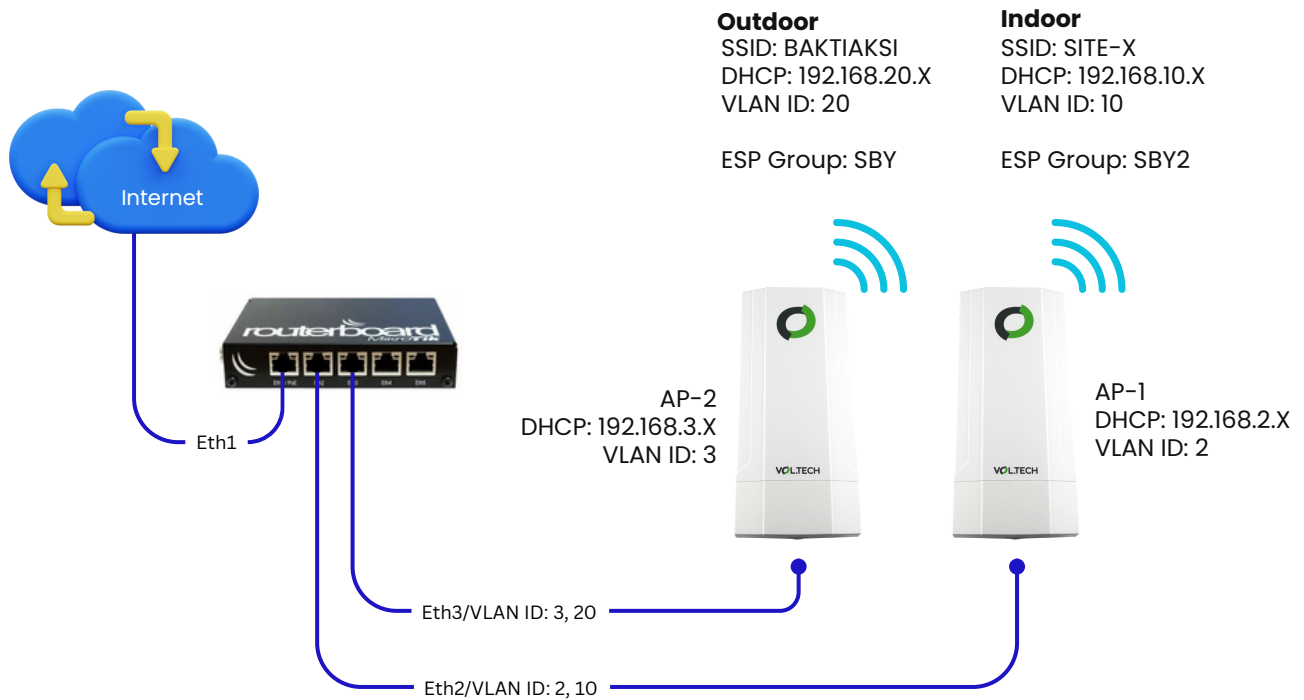 Outdoor
SSID: BAKTIAKSI
DHCP: 192.168.20.X
VLAN ID: 20
ESP Group: SBY
Indoor
SSID: SITE-X
DHCP: 192.168.10.X
VLAN ID: 10
ESP Group: SBY2
Internet
routerboard
MikroTik
Eth4
Eth5
AP-2
DHCP: 192.168.3.X
VLAN ID: 3
VOLTECH
VOLTECH
AP-1
DHCP: 192.168.2.X
VLAN ID: 2
Eth1
Eth3/VLAN ID: 3, 20
Eth2/VLAN ID: 2, 10